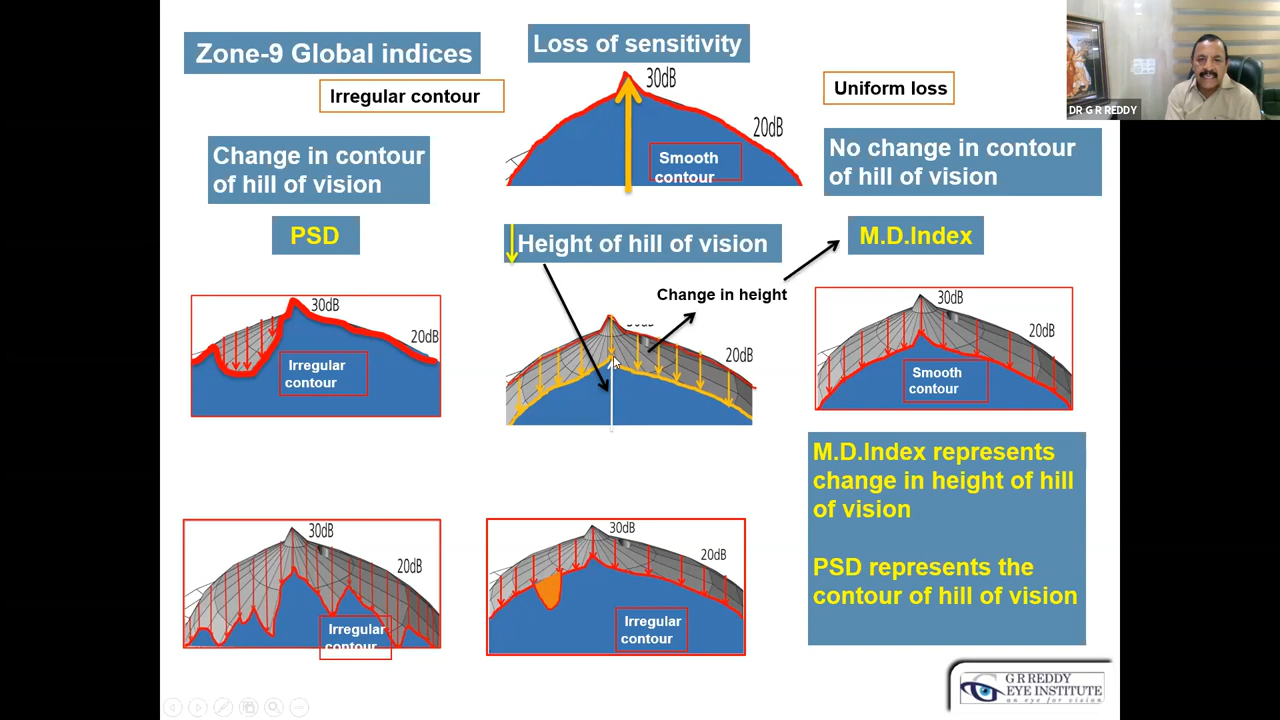 Zone-9 Global indices
Loss of sensitivity
DR G R REDDY
Irregular contour
30dB
Uniform loss
20dB
Change in contour
of hill of vision
Smooth
contour
No change in contour
of hill of vision
PSD
Height of hill of vision
M.D.Index
Change in height
30dB
20dB
Irregular
contour
20dB
30dB
20dB
Smooth
contour
M.D.Index represents
change in height of hill
of vision
PSD represents the
contour of hill of vision
30dB
20dB
Irregular
contour
30dB
20dB
Irregular
contour
G R REDDY
EYE INSTITUTE
an eye for vision